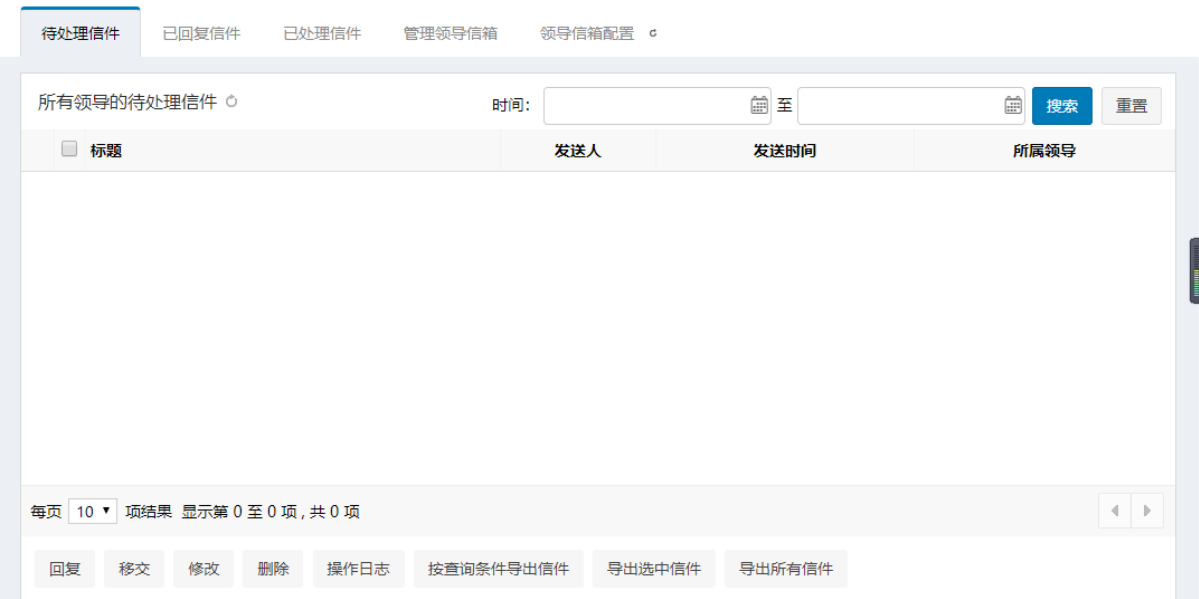 待处理信件 已回复信件 已处理信件 管理领导信箱 领导信箱配置
所有领导的待处理信件 时间： 至 搜索 重置
标题 发送人 发送时间 所属领导
每页 10 项结果 显示第 0 至 0 项 , 共 0 项
回复 移交 修改 删除 操作日志 按查询条件导出信件 导出选中信件 导出所有信件